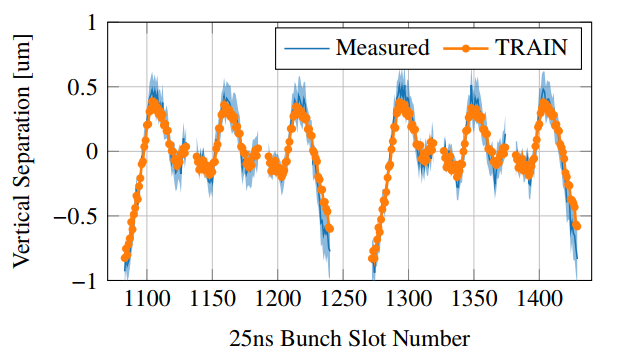 Measured TRAIN
1
0.5
0
−0.5
−1
Vertical Separation [um]
1100 1150 1200 1250 1300 1350 1400
25ns Bunch Slot Number